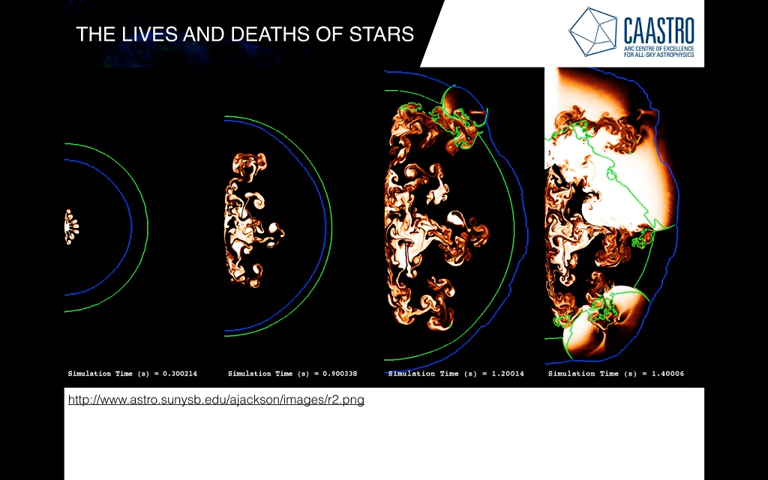 THE LIVES AND DEATHS OF STARS
CAASTRO
ARC CENTRE OF EXCELLENCE
FOR ALL-SKY ASTROPHYSICS
Simulation Time (s) = 0.300214
Simulation Time (s) = 0.900338
Simulation Time (s) = 1.20014
Simulation Time (s) = 1.40006
http://www.astro.sunysb.edu/ajackson/images/r2.png